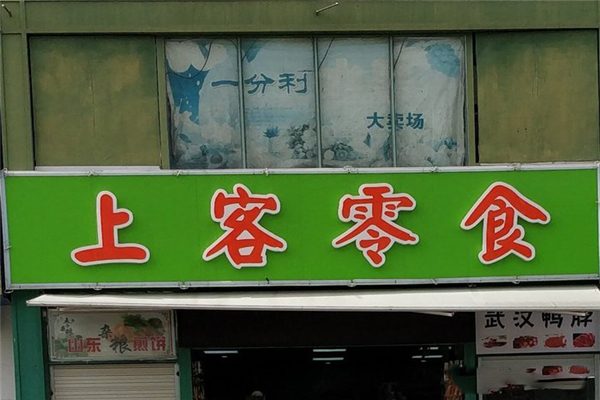 一分利
大卖场
上客零食
山东杂粮煎饼
武汉鸭脖